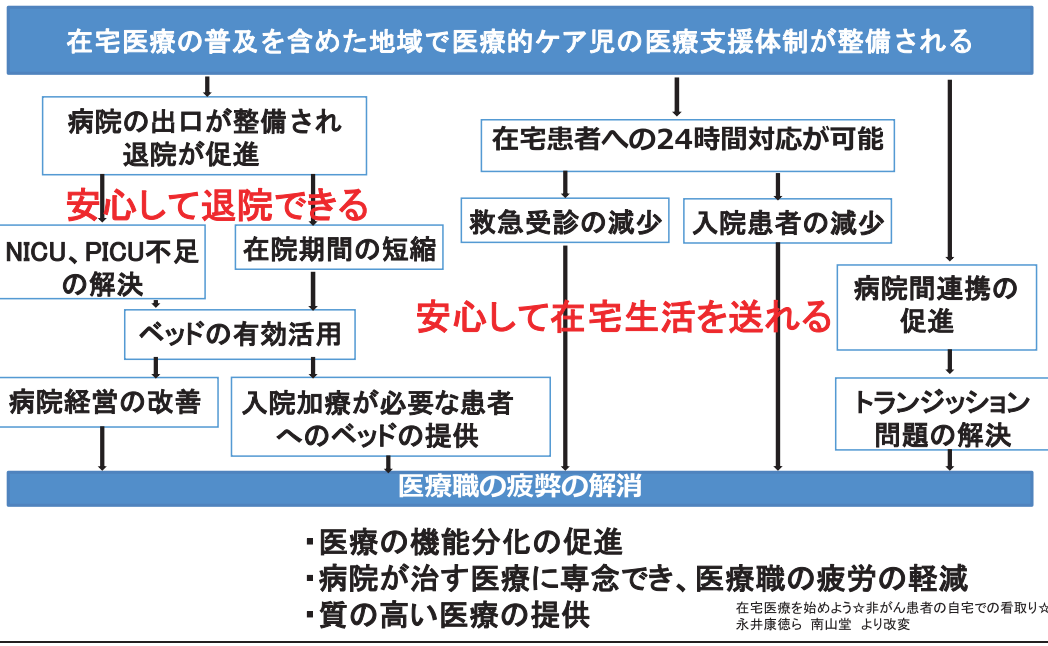 在宅医療の普及を含めた地域で医療的ケア児の医療支援体制が整備される
病院の出口が整備され
退院が促進
在宅患者への24時間対応が可能
安心して退院できる
救急受診の減少
入院患者の減少
NICU、PICU不足
の解決
在院期間の短縮
病院間連携の
促進
安心して在宅生活を送れる
ベッドの有効活用
病院経営の改善
入院加療が必要な患者
へのベッドの提供
トランジッション
問題の解決
医療職の疲弊の解消
・医療の機能分化の促進
・病院が治す医療に専念でき、医療職の疲労の軽減
・質の高い医療の提供
在宅医療を始めよう☆非がん患者の自宅での看取り☆
永井康徳ら 南山堂 より改変